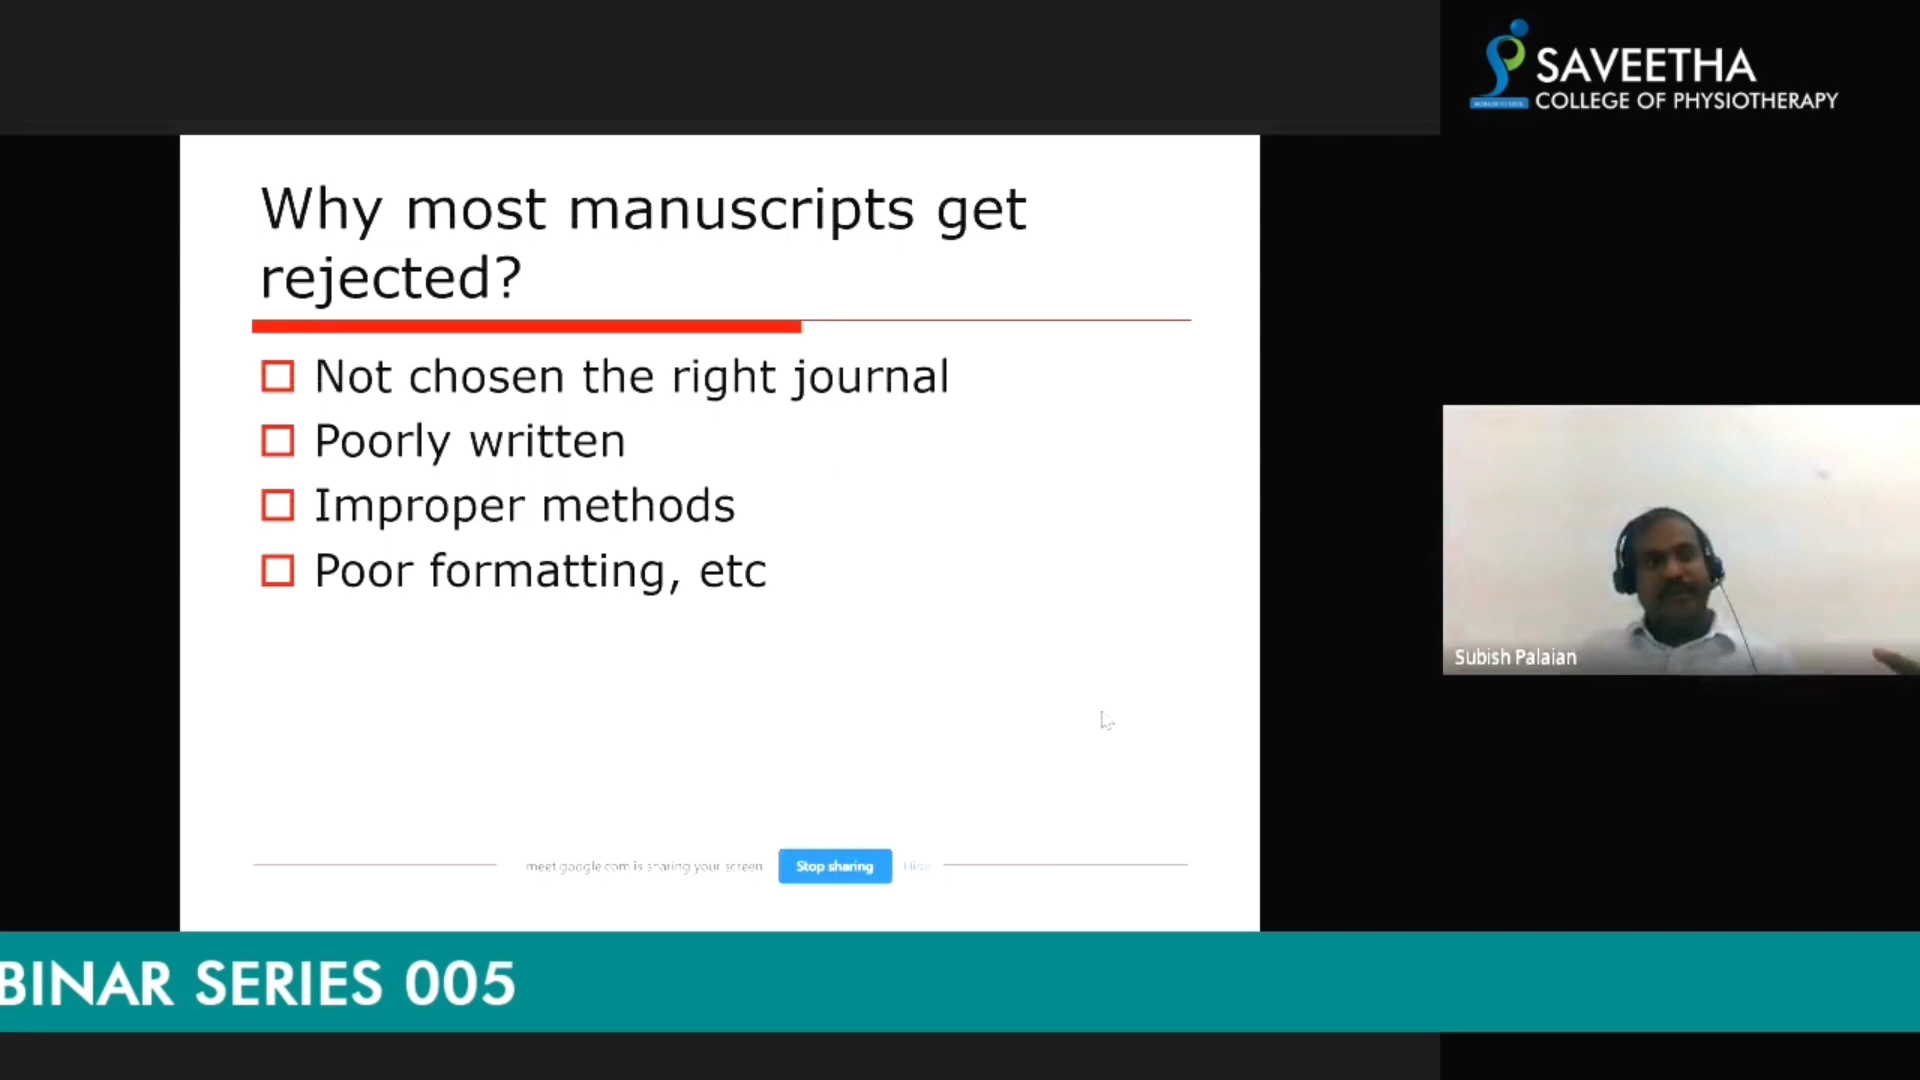 SAVEETHA
COLLEGE OF PHYSIOTHERAPY
Why most manuscripts get
rejected?
Not chosen the right journal
Poorly written
Improper methods
Poor formatting, etc
Subish Palaian
meet.google.com is sharing your screen
Stop sharing
Hide
BINAR SERIES 005